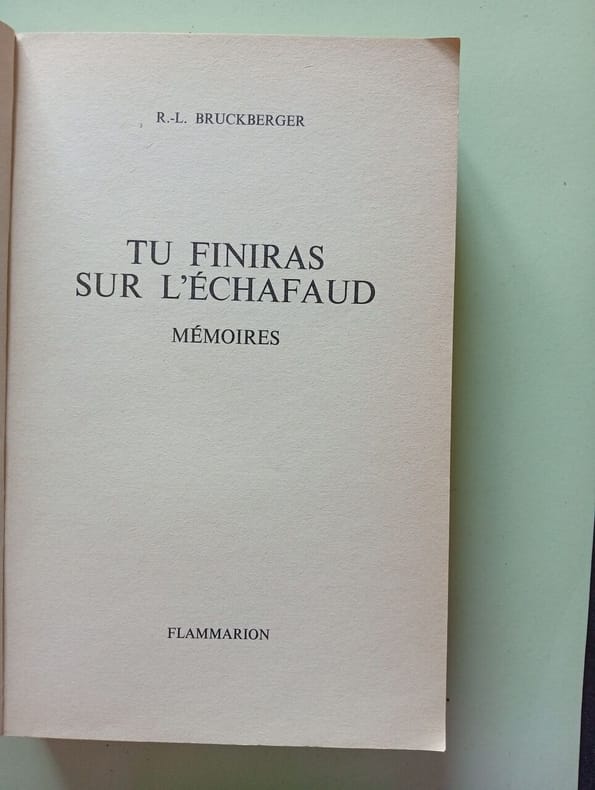 R.-L. BRUCKBERGER
TU FINIRAS
SUR L'ÉCHAFAUD
MÉMOIRES
FLAMMARION